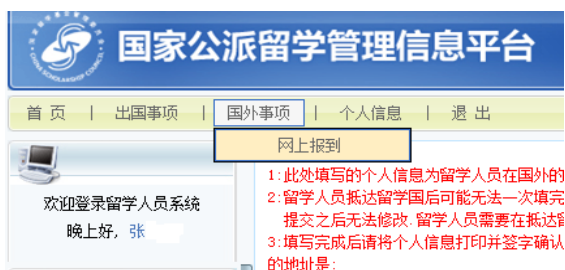 国家公派留学管理信息平台
首 页 | 出国事项 | 国外事项 | 个人信息 | 退 出
网上报到
欢迎登录留学人员系统
晚上好, 张
1:此处填写的个人信息为留学人员在国外的
2:留学人员抵达留学国后可能无法一次填完
提交之后无法修改.留学人员需要在抵达留
3:填写完成后请将个人信息打印并签字确认
的地址是: